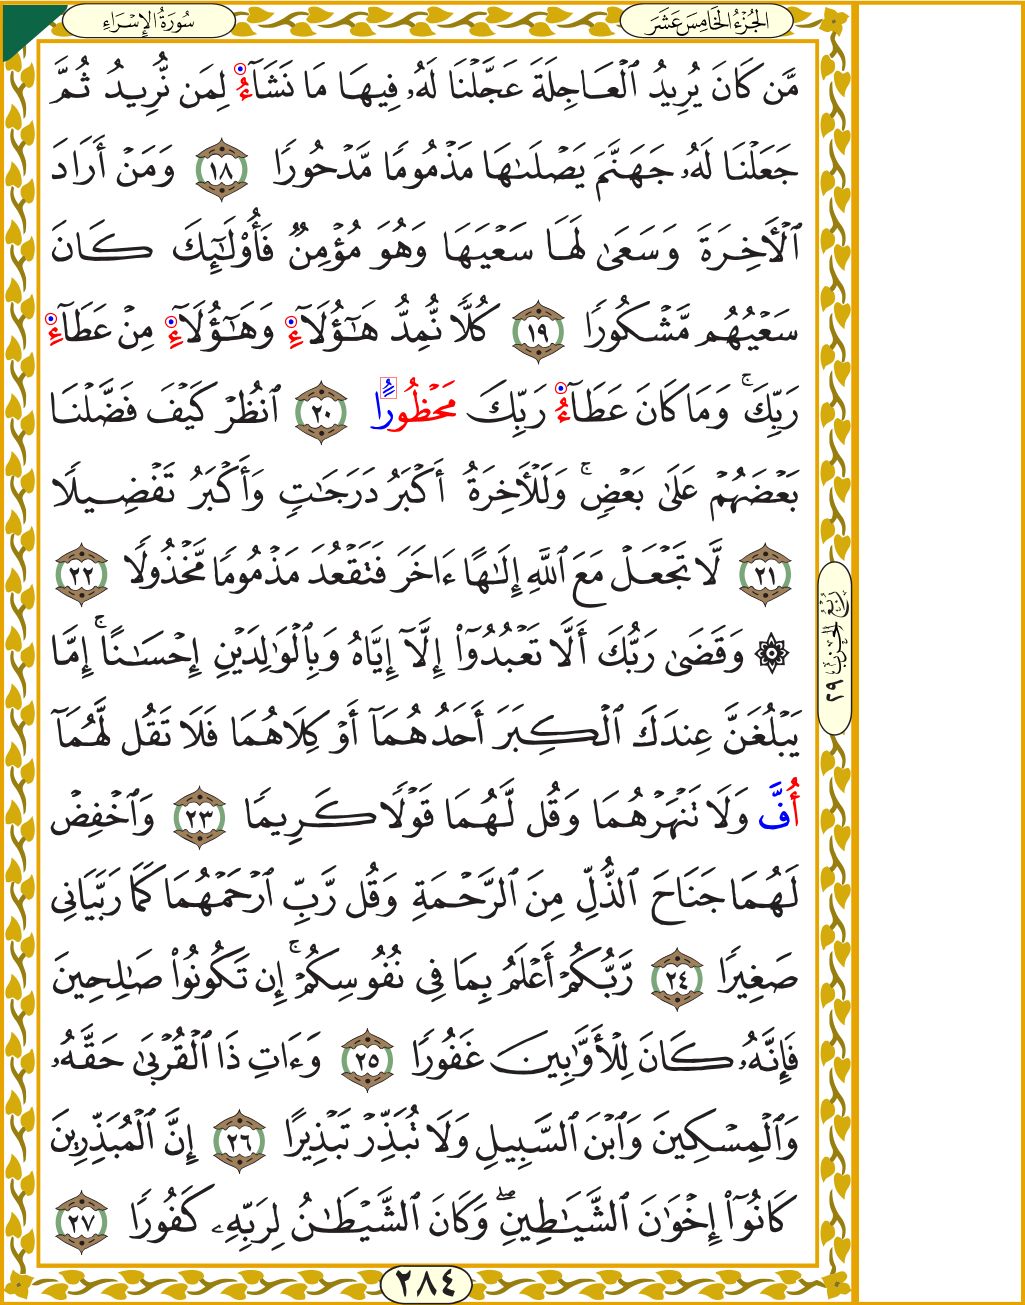 سُورَةُ الإِسْرَاءِ
الجُزْءُ الخَامِسَ عَشَرَ
مَّن كَانَ يُرِيدُ ٱلْعَاجِلَةَ عَجَّلْنَا لَهُۥ فِيهَا مَا نَشَآءُ لِمَن نُّرِيدُ ثُمَّ
جَعَلْنَا لَهُۥ جَهَنَّمَ يَصْلَىٰهَا مَذْمُومًا مَّدْحُورًا ١٨ وَمَنْ أَرَادَ
ٱلْأَخِرَةَ وَسَعَىٰ لَهَا سَعْيَهَا وَهُوَ مُؤْمِنٌ فَأُو۟لَـٰٓئِكَ كَانَ
سَعْيُهُم مَّشْكُورًا ١٩ كُلًّا نُّمِدُّ هَـٰٓؤُلَآءِ وَهَـٰٓؤُلَآءِ مِنْ عَطَآءِ
رَبِّكَ ۚ وَمَا كَانَ عَطَآءُ رَبِّكَ مَحْظُورًا ٢٠ ٱنظُرْ كَيْفَ فَضَّلْنَا
بَعْضَهُمْ عَلَىٰ بَعْضٍ ۚ وَلَلْأَخِرَةُ أَكْبَرُ دَرَجَـٰتٍ وَأَكْبَرُ تَفْضِيلًا
٢١ لَّا تَجْعَلْ مَعَ ٱللَّهِ إِلَـٰهًا ءَاخَرَ فَتَقْعُدَ مَذْمُومًا مَّخْذُولًا ٢٢
۞ وَقَضَىٰ رَبُّكَ أَلَّا تَعْبُدُوٓا۟ إِلَّآ إِيَّاهُ وَبِٱلْوَٰلِدَيْنِ إِحْسَـٰنًا ۚ إِمَّا
يَبْلُغَنَّ عِندَكَ ٱلْكِبَرَ أَحَدُهُمَآ أَوْ كِلَاهُمَا فَلَا تَقُل لَّهُمَآ
أُفَّ وَلَا تَنْهَرْهُمَا وَقُل لَّهُمَا قَوْلًا كَرِيمًا ٢٣ وَٱخْفِضْ
لَهُمَا جَنَاحَ ٱلذُّلِّ مِنَ ٱلرَّحْمَةِ وَقُل رَّبِّ ٱرْحَمْهُمَا كَمَا رَبَّيَانِى
صَغِيرًا ٢٤ رَّبُّكُمْ أَعْلَمُ بِمَا فِى نُفُوسِكُمْ ۚ إِن تَكُونُوا۟ صَـٰلِحِينَ
فَإِنَّهُۥ كَانَ لِلْأَوَّٰبِينَ غَفُورًا ٢٥ وَءَاتِ ذَا ٱلْقُرْبَىٰ حَقَّهُۥ
وَٱلْمِسْكِينَ وَٱبْنَ ٱلسَّبِيلِ وَلَا تُبَذِّرْ تَبْذِيرًا ٢٦ إِنَّ ٱلْمُبَذِّرِينَ
كَانُوٓا۟ إِخْوَٰنَ ٱلشَّيَـٰطِينِ ۖ وَكَانَ ٱلشَّيْطَـٰنُ لِرَبِّهِۦ كَفُورًا ٢٧
رُبْعُ الحِزْبِ ٢٩
٢٨٤